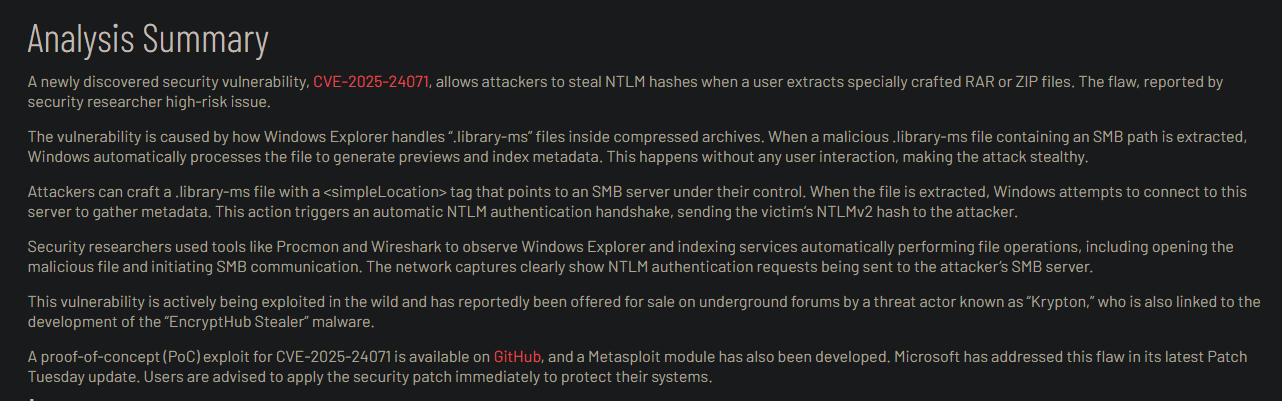 Analysis Summary
A newly discovered security vulnerability, CVE-2025-24071, allows attackers to steal NTLM hashes when a user extracts specially crafted RAR or ZIP files. The flaw, reported by
security researcher high-risk issue.
The vulnerability is caused by how Windows Explorer handles “.library-ms” files inside compressed archives. When a malicious .library-ms file containing an SMB path is extracted,
Windows automatically processes the file to generate previews and index metadata. This happens without any user interaction, making the attack stealthy.
Attackers can craft a .library-ms file with a <simpleLocation> tag that points to an SMB server under their control. When the file is extracted, Windows attempts to connect to this
server to gather metadata. This action triggers an automatic NTLM authentication handshake, sending the victim’s NTLMv2 hash to the attacker.
Security researchers used tools like Procmon and Wireshark to observe Windows Explorer and indexing services automatically performing file operations, including opening the
malicious file and initiating SMB communication. The network captures clearly show NTLM authentication requests being sent to the attacker’s SMB server.
This vulnerability is actively being exploited in the wild and has reportedly been offered for sale on underground forums by a threat actor known as “Krypton,” who is also linked to the
development of the “EncryptHub Stealer” malware.
A proof-of-concept (PoC) exploit for CVE-2025-24071 is available on GitHub, and a Metasploit module has also been developed. Microsoft has addressed this flaw in its latest Patch
Tuesday update. Users are advised to apply the security patch immediately to protect their systems.